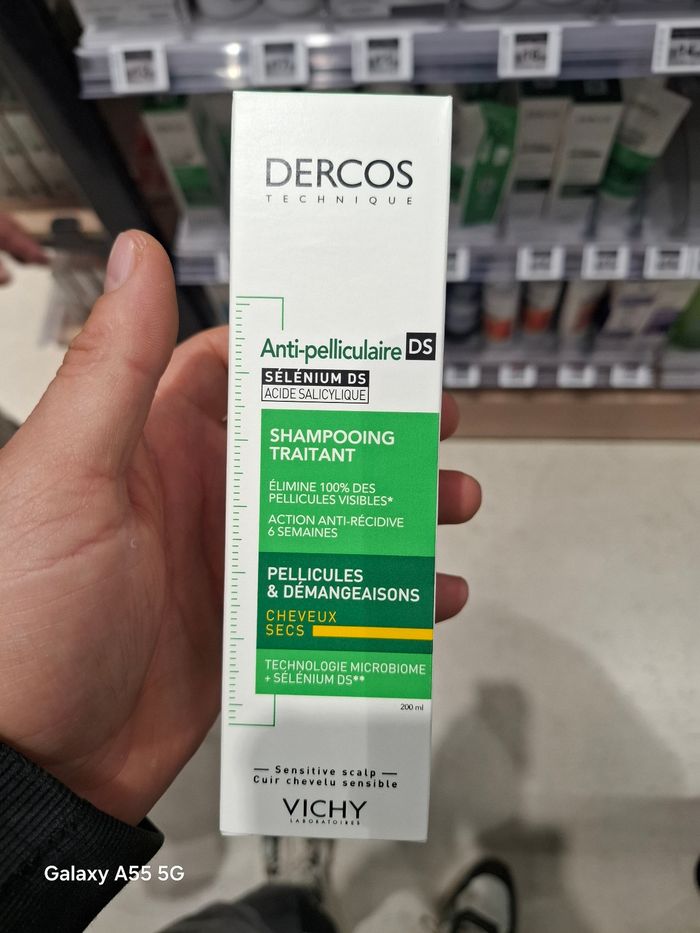 DERCOS
TECHNIQUE
Anti-pelliculaire DS
SÉLÉNIUM DS
ACIDE SALICYLIQUE
SHAMPOOING
TRAITANT
ÉLIMINE 100% DES
PELLICULES VISIBLES*
ACTION ANTI-RÉCIDIVE
6 SEMAINES
PELLICULES
& DÉMANGEAISONS
CHEVEUX
SECS
TECHNOLOGIE MICROBIOME
+ SÉLÉNIUM DS**
200 ml
Sensitive scalp
Cuir chevelu sensible
VICHY
LABORATOIRES
DERCOS
Galaxy A55 5G